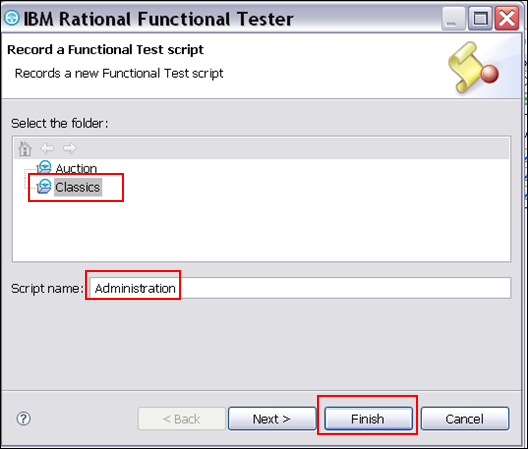 IBM Rational Functional Tester
Record a Functional Test script
Records a new Functional Test script
Select the folder:
Auction
Classics
Script name: Administration
? < Back Next > Finish Cancel